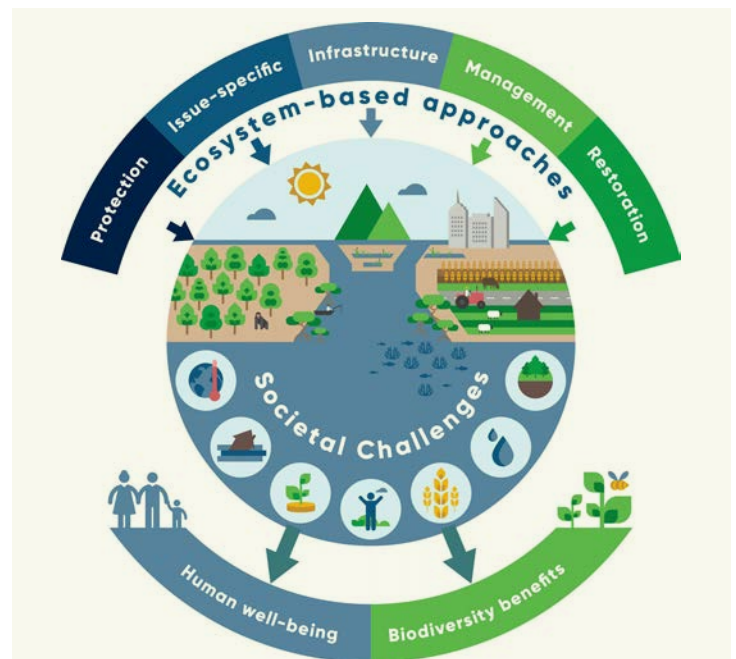 Protection
Issue-specific
Infrastructure
Management
Restoration
Ecosystem-based approaches
Societal Challenges
Human well-being
Biodiversity benefits